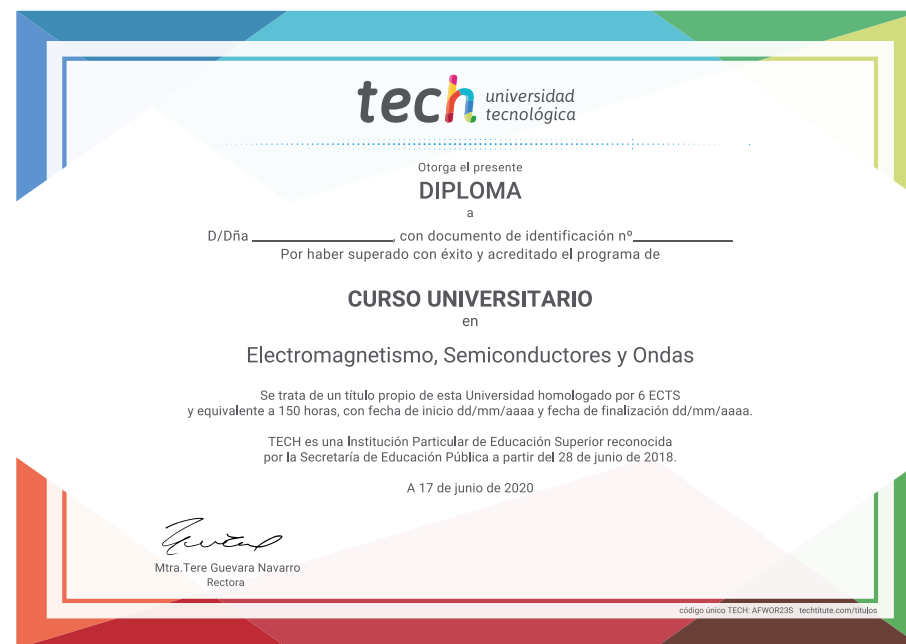 tech universidad
tecnológica
Otorga el presente
DIPLOMA
a
D/Dña ____________, con documento de identificación nº____________
Por haber superado con éxito y acreditado el programa de
CURSO UNIVERSITARIO
en
Electromagnetismo, Semiconductores y Ondas
Se trata de un título propio de esta Universidad homologado por 6 ECTS
y equivalente a 150 horas, con fecha de inicio dd/mm/aaaa y fecha de finalización dd/mm/aaaa.
TECH es una Institución Particular de Educación Superior reconocida
por la Secretaría de Educación Pública a partir del 28 de junio de 2018.
A 17 de junio de 2020
Mtra.Tere Guevara Navarro
Rectora
código único TECH: AFWOR23S techtitute.com/titulos